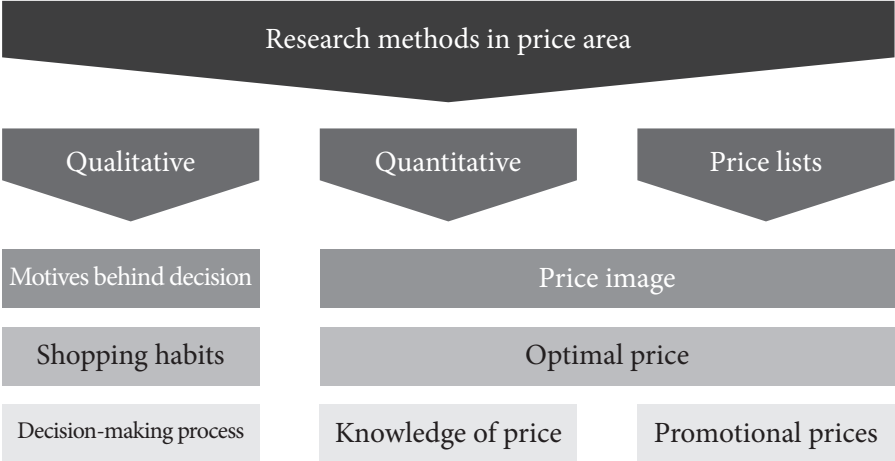 Research methods in price area
Qualitative
Quantitative
Price lists
Motives behind decision
Price image
Shopping habits
Optimal price
Decision-making process
Knowledge of price
Promotional prices